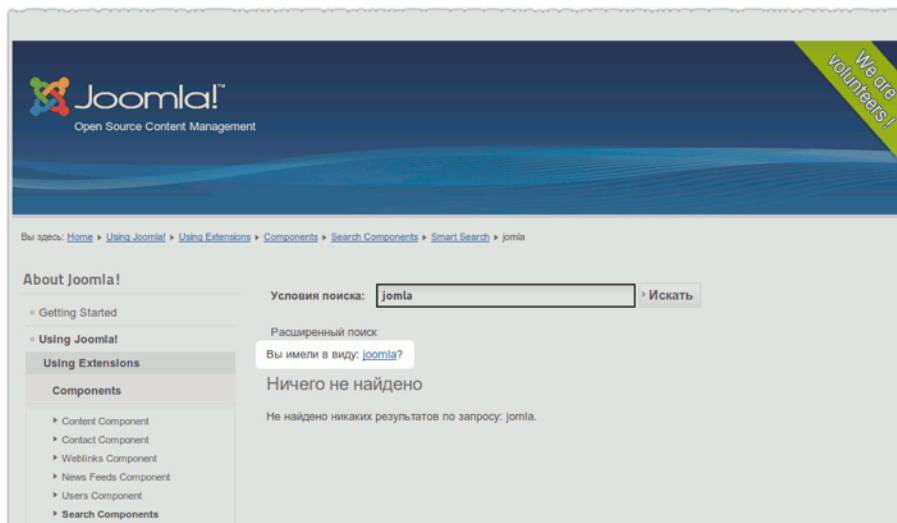 We are
volunteers!
Joomla!™
Open Source Content Management
Вы здесь: Home ▸ Using Joomla! ▸ Using Extensions ▸ Components ▸ Search Components ▸ Smart Search ▸ jomla
About Joomla!
Getting Started
Using Joomla!
Using Extensions
Components
Content Component
Contact Component
Weblinks Component
News Feeds Component
Users Component
Search Components
Условия поиска: jomla › Искать
Расширенный поиск
Вы имели в виду: joomla?
Ничего не найдено
Не найдено никаких результатов по запросу: jomla.